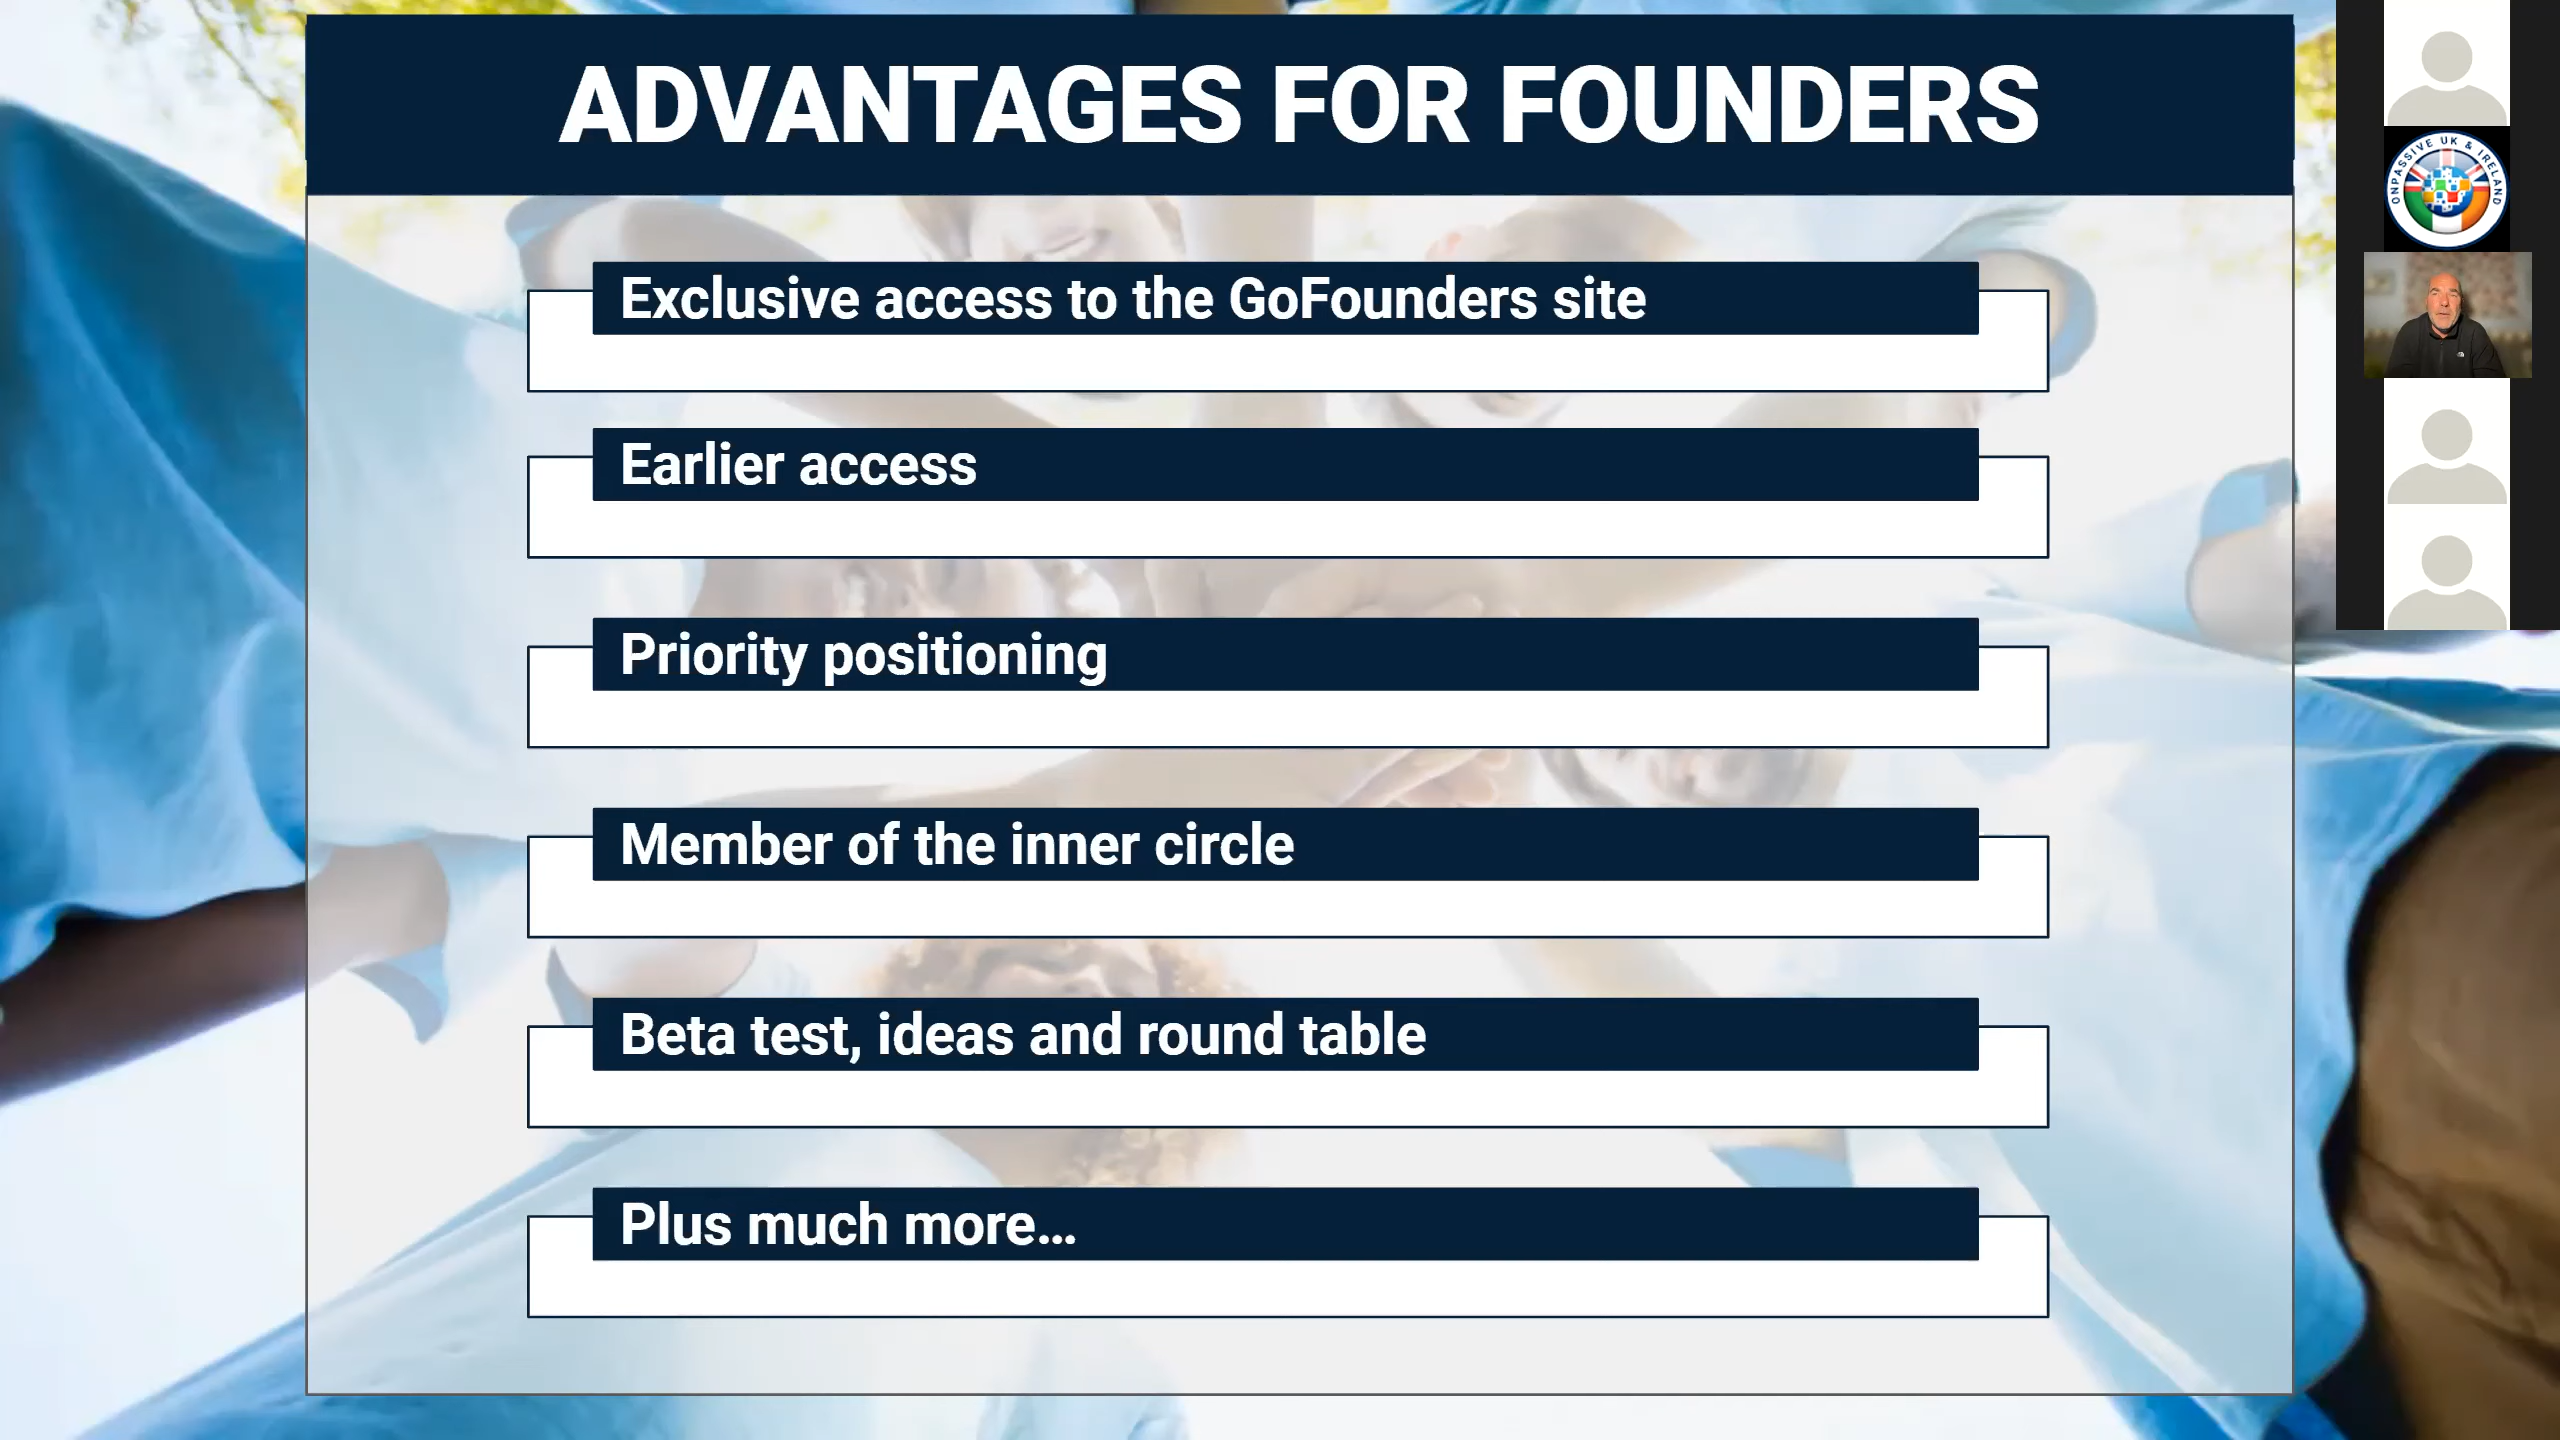 ADVANTAGES FOR FOUNDERS
Exclusive access to the GoFounders site
Earlier access
Priority positioning
Member of the inner circle
Beta test, ideas and round table
Plus much more...
ONPASSIVE UK & IRELAND